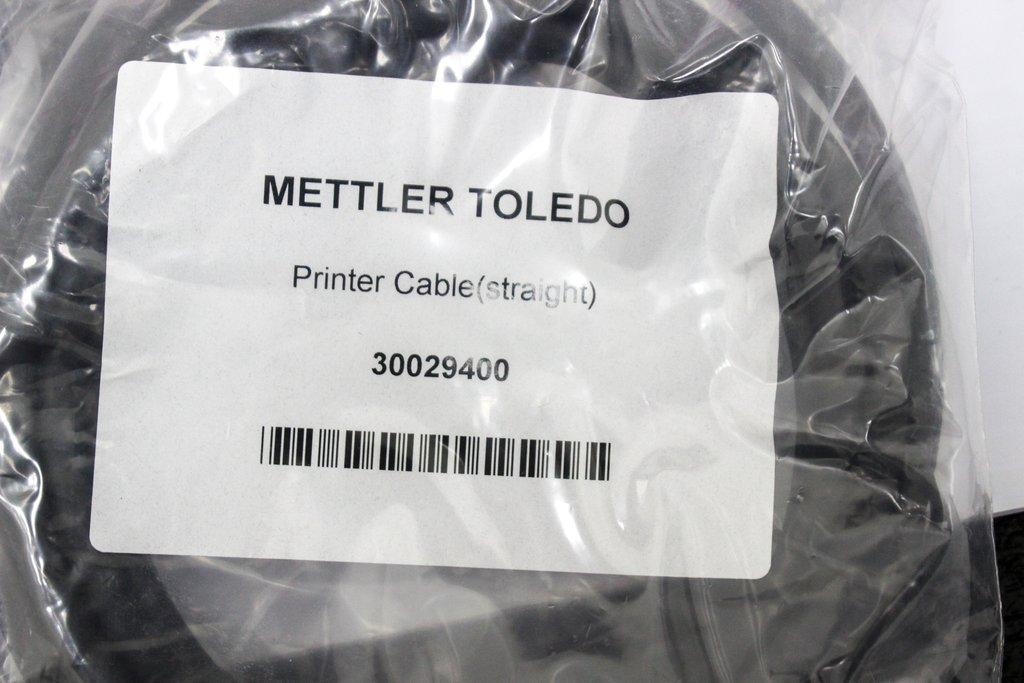 METTLER TOLEDO
Printer Cable(straight)
30029400